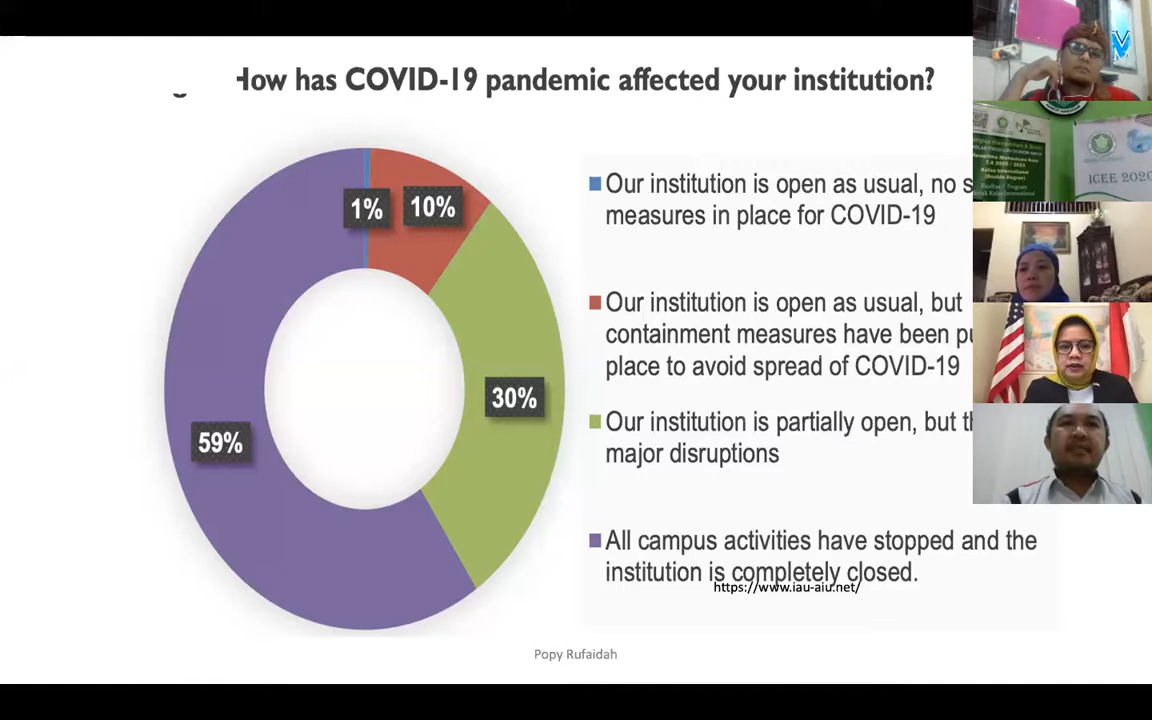 How has COVID-19 pandemic affected your institution?
1%
10%
30%
59%
Our institution is open as usual, no
measures in place for COVID-19
Our institution is open as usual, but
containment measures have been
place to avoid spread of COVID-19
Our institution is partially open, but
major disruptions
All campus activities have stopped and the
institution is completely closed.
https://www.iau-aiu.net/
Popy Rufaidah
ICEE 2020